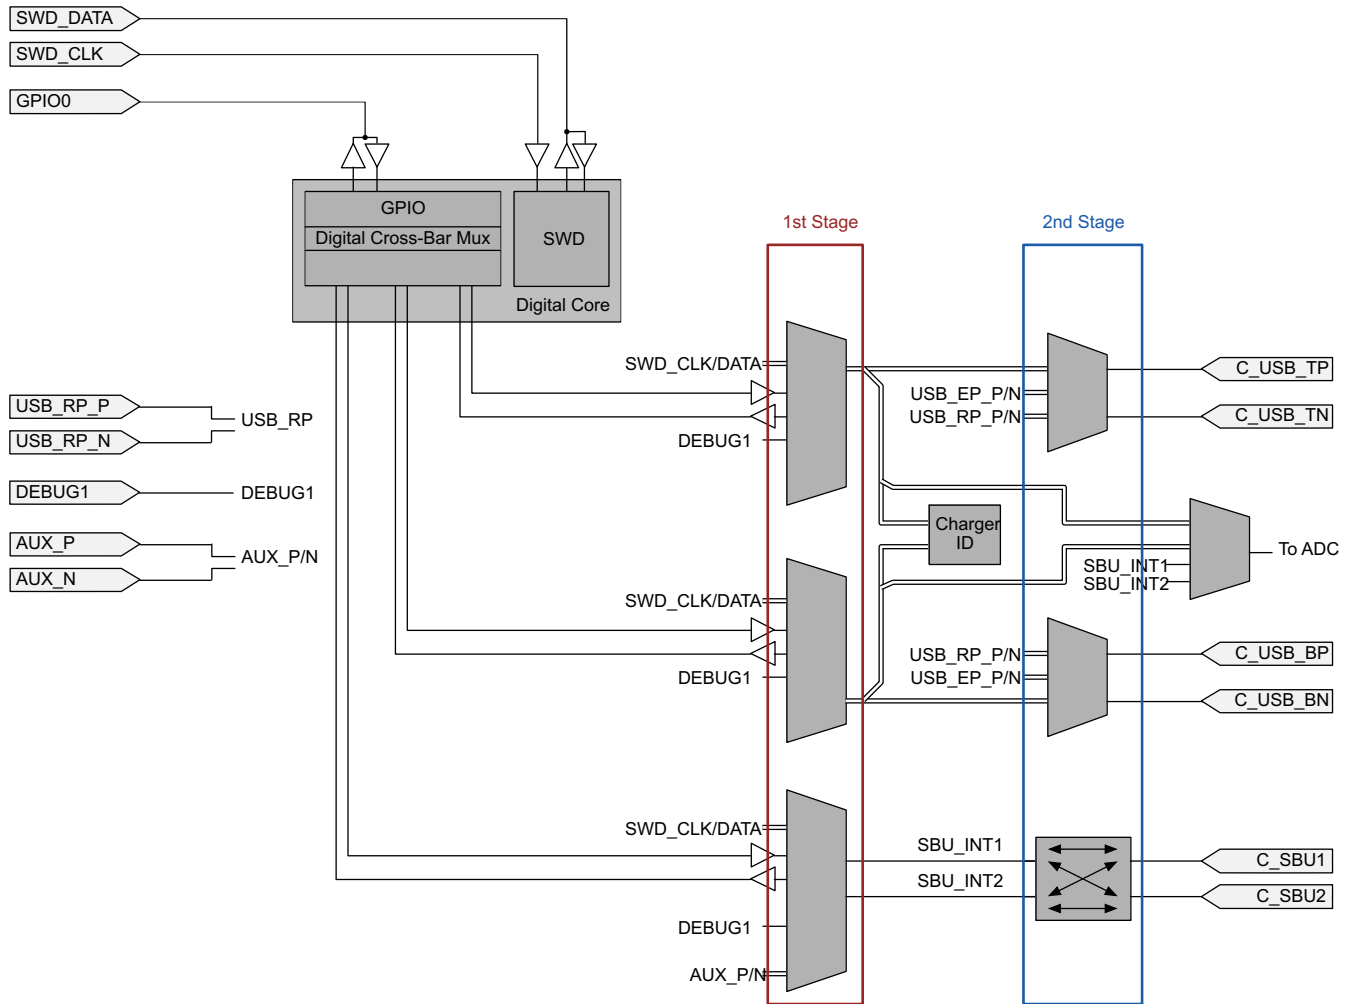 SWD_DATA
SWD_CLK
GPIO0
GPIO
Digital Cross-Bar Mux
SWD
Digital Core
1st Stage
2nd Stage
SWD_CLK/DATA
DEBUG1
USB_EP_P/N
USB_RP_P/N
C_USB_TP
C_USB_TN
USB_RP_P
USB_RP_N
USB_RP
DEBUG1
DEBUG1
AUX_P
AUX_N
AUX_P/N
Charger
ID
SBU_INT1
SBU_INT2
To ADC
SWD_CLK/DATA
DEBUG1
USB_RP_P/N
USB_EP_P/N
C_USB_BP
C_USB_BN
SWD_CLK/DATA
DEBUG1
AUX_P/N
SBU_INT1
SBU_INT2
C_SBU1
C_SBU2